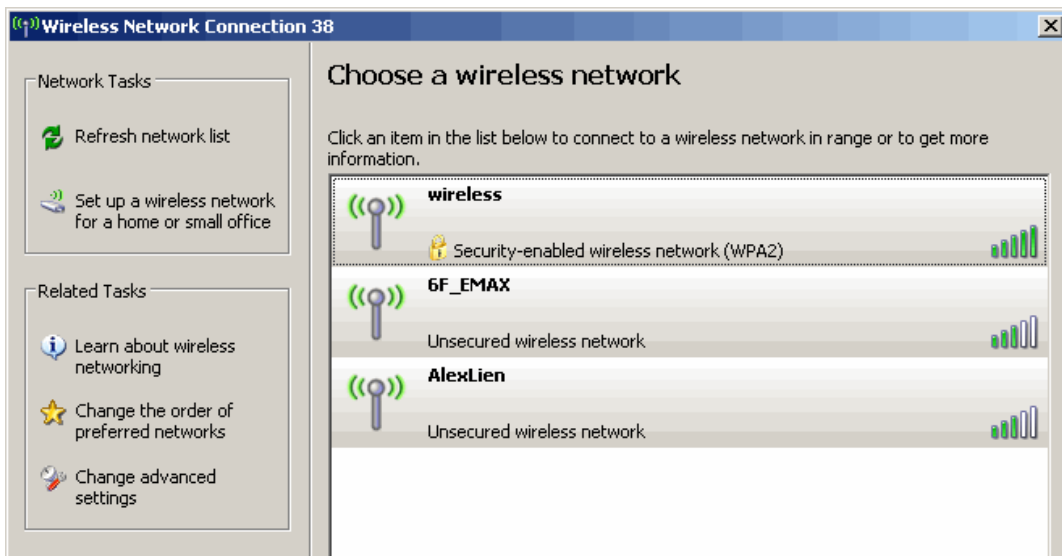 Wireless Network Connection 38
Network Tasks
Refresh network list
Set up a wireless network
for a home or small office
Related Tasks
Learn about wireless
networking
Change the order of
preferred networks
Change advanced
settings
Choose a wireless network
Click an item in the list below to connect to a wireless network in range or to get more
information.
wireless
Security-enabled wireless network (WPA2)
6F_EMAX
Unsecured wireless network
AlexLien
Unsecured wireless network